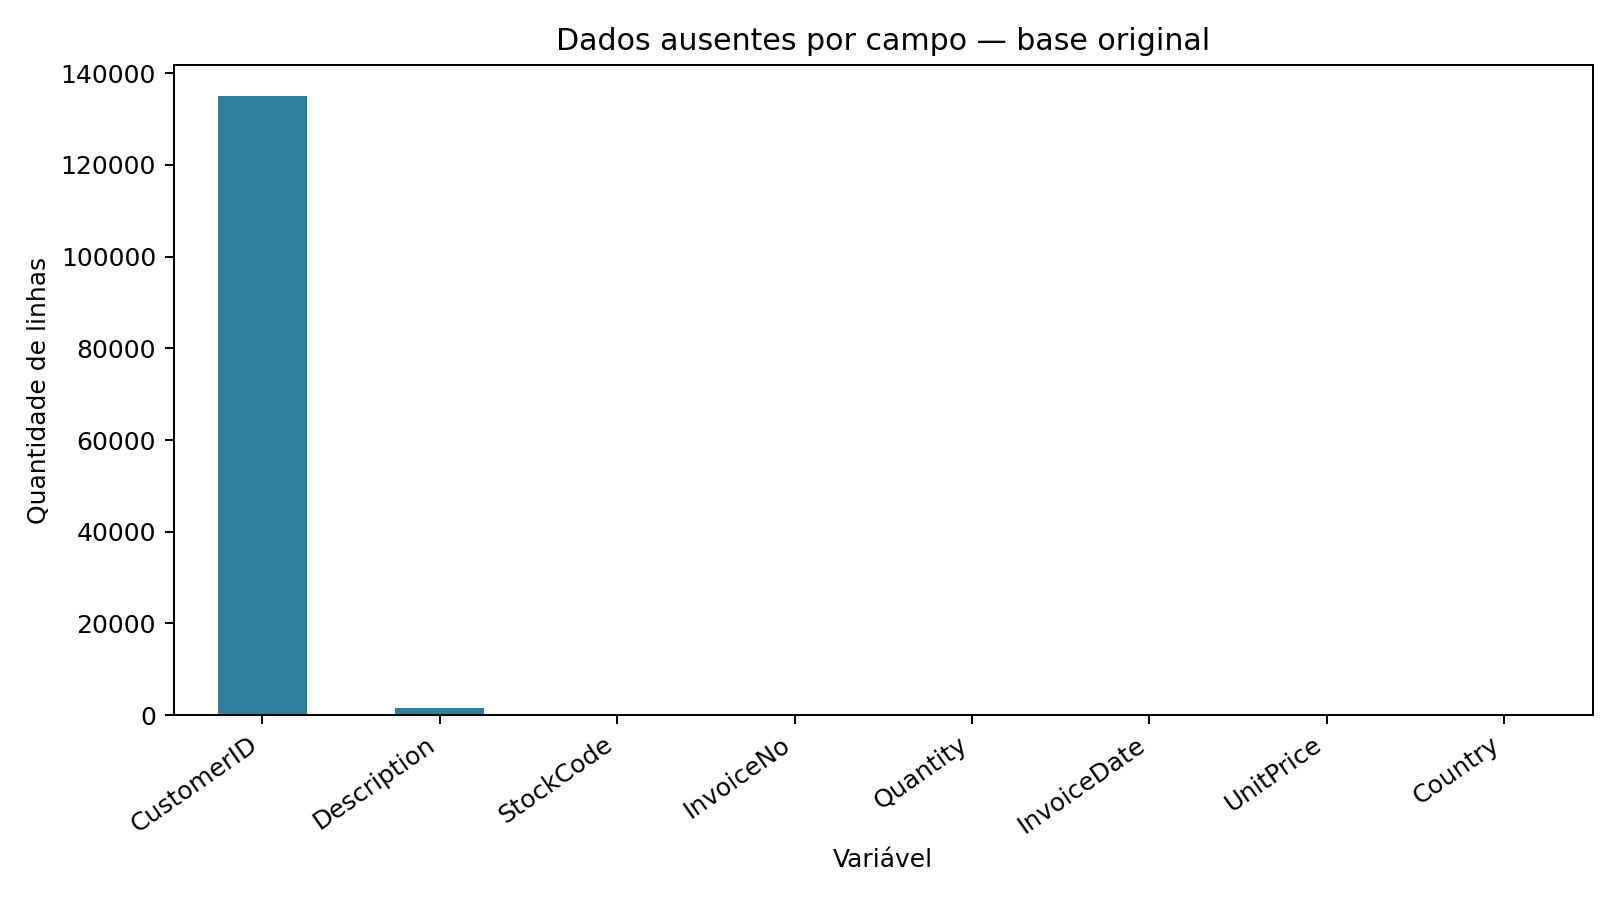 Dados ausentes por campo — base original
Quantidade de linhas
140000
120000
100000
80000
60000
40000
20000
0
CustomerID
Description
StockCode
InvoiceNo
Quantity
InvoiceDate
UnitPrice
Country
Variável